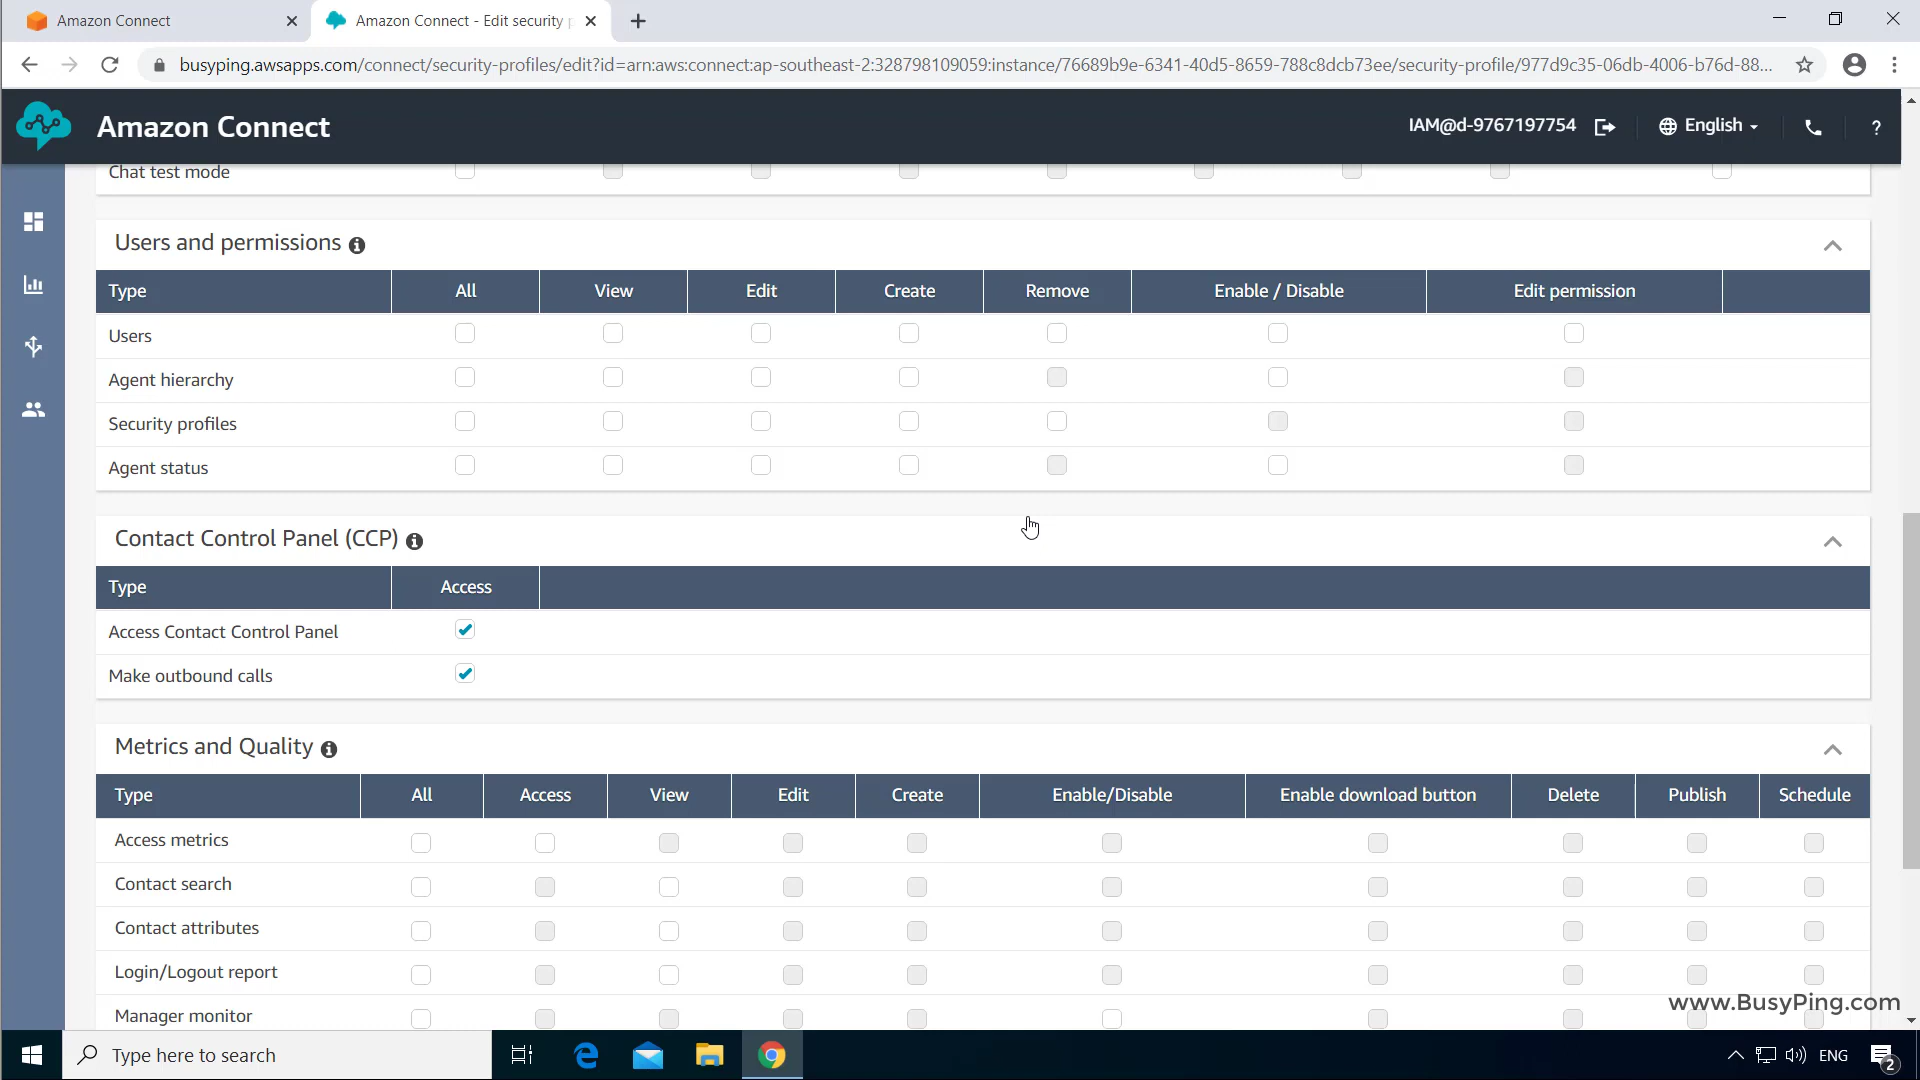 Amazon Connect
Amazon Connect - Edit security p
busyping.awsapps.com/connect/security-profiles/edit?id=arn:aws:connect:ap-southeast-2:328798109059:instance/76689b9e-6341-40d5-8659-788c8dcb73ee/security-profile/977d9c35-06db-4006-b76d-88...
Amazon Connect
IAM@d-9767197754
English
?
Chat test mode
Users and permissions
Type All View Edit Create Remove Enable / Disable Edit permission
Users
Agent hierarchy
Security profiles
Agent status
Contact Control Panel (CCP)
Type Access
Access Contact Control Panel
Make outbound calls
Metrics and Quality
Type All Access View Edit Create Enable/Disable Enable download button Delete Publish Schedule
Access metrics
Contact search
Contact attributes
Login/Logout report
Manager monitor
www.BusyPing.com
Type here to search
ENG
2